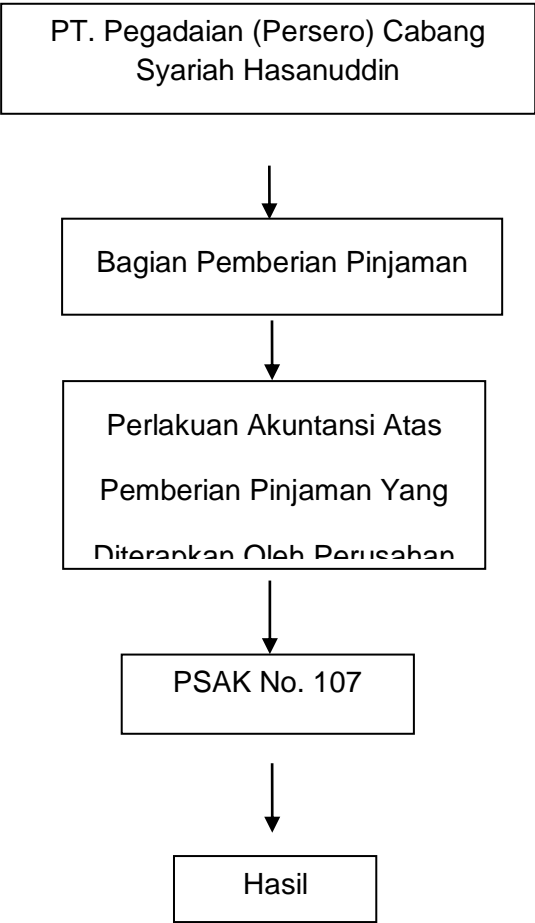 PT. Pegadaian (Persero) Cabang
Syariah Hasanuddin
Bagian Pemberian Pinjaman
Perlakuan Akuntansi Atas
Pemberian Pinjaman Yang
Diterapkan Oleh Perusahan
PSAK No. 107
Hasil